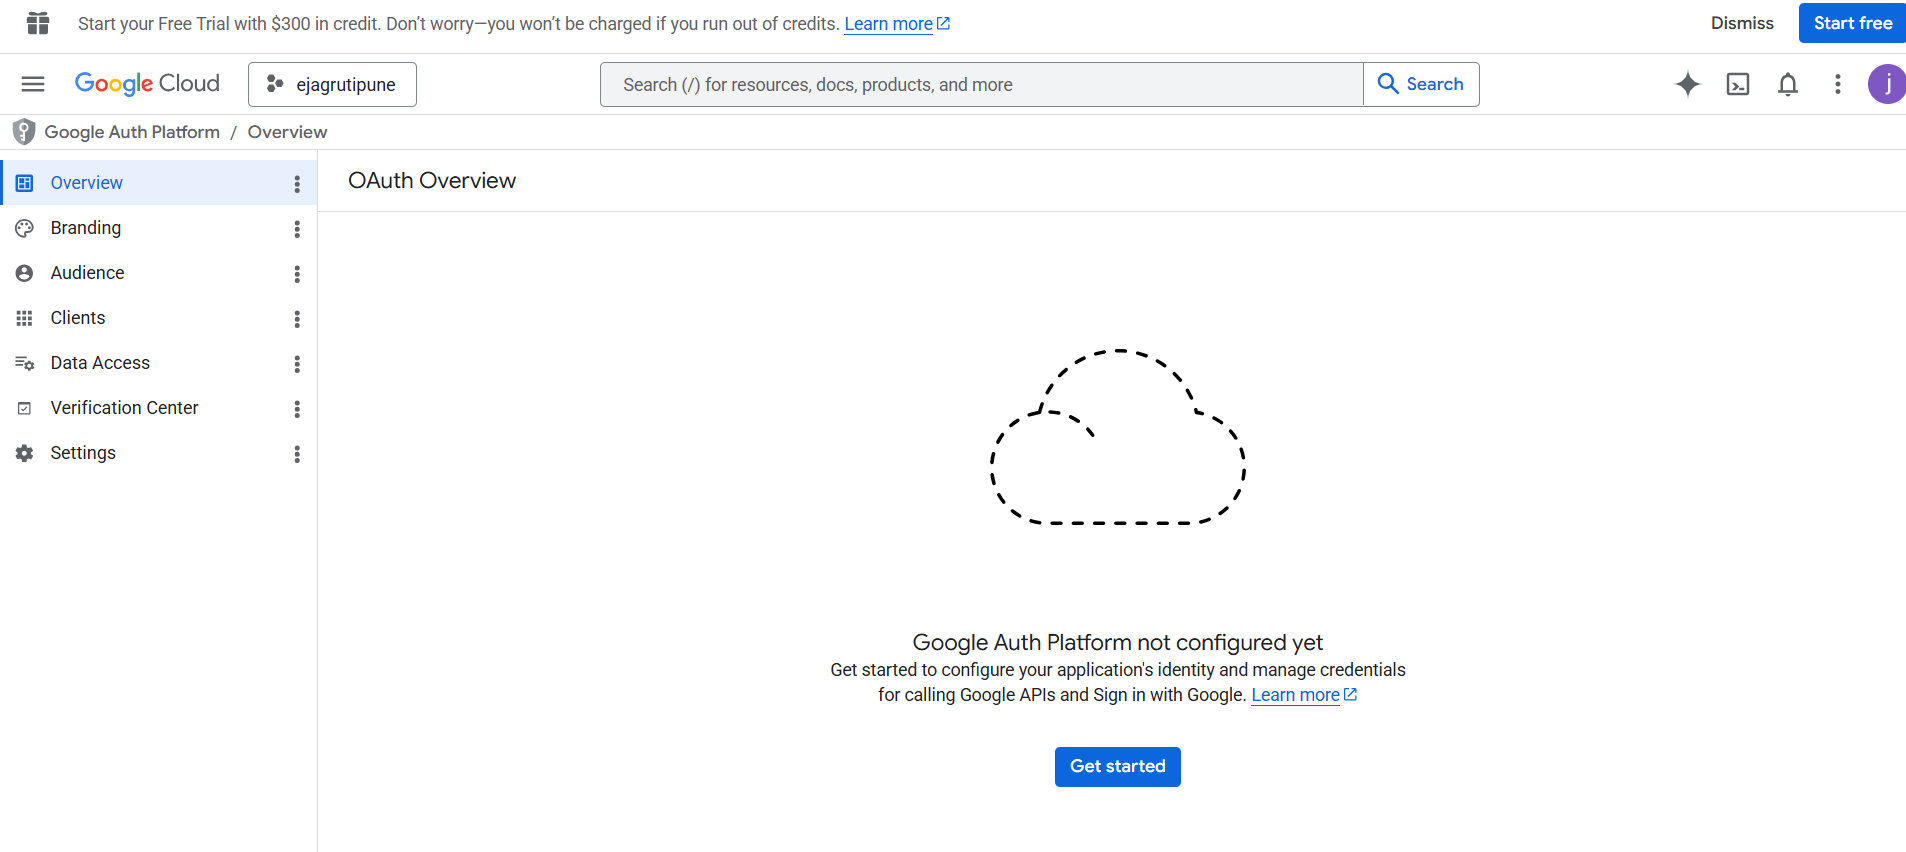 Start your Free Trial with $300 in credit. Don’t worry—you won’t be charged if you run out of credits. Learn more
Dismiss
Start free
Google Cloud
ejagrutipune
Search (/) for resources, docs, products, and more
Search
j
Google Auth Platform / Overview
Overview
Branding
Audience
Clients
Data Access
Verification Center
Settings
OAuth Overview
Google Auth Platform not configured yet
Get started to configure your application's identity and manage credentials
for calling Google APIs and Sign in with Google. Learn more
Get started